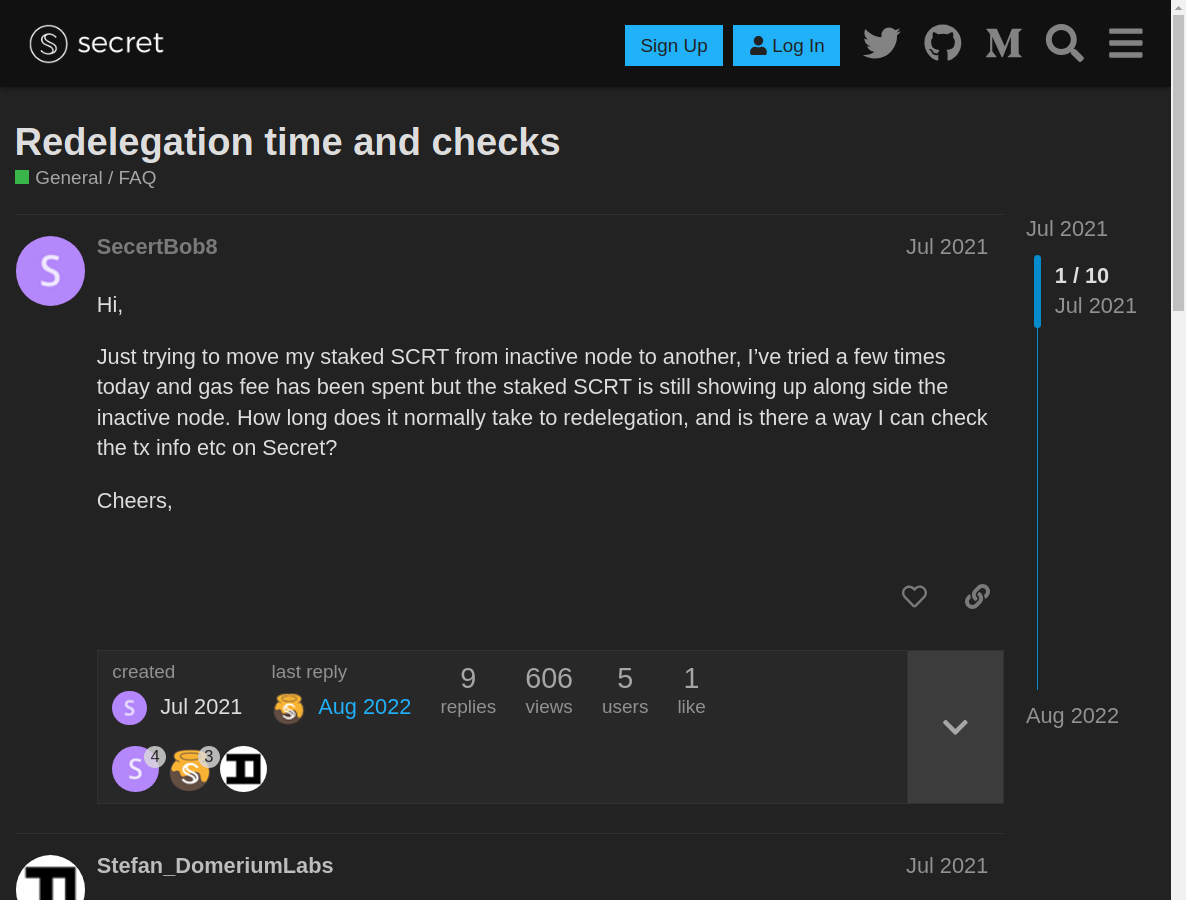 secret
Sign Up
Log In
Redelegation time and checks
General / FAQ
SecertBob8
Jul 2021
Hi,
Just trying to move my staked SCRT from inactive node to another, I’ve tried a few times
today and gas fee has been spent but the staked SCRT is still showing up along side the
inactive node. How long does it normally take to redelegation, and is there a way I can check
the tx info etc on Secret?
Cheers,
Jul 2021
1 / 10
Jul 2021
Aug 2022
created
Jul 2021
last reply
Aug 2022
9
replies
606
views
5
users
1
like
4
3
Stefan_DomeriumLabs
Jul 2021